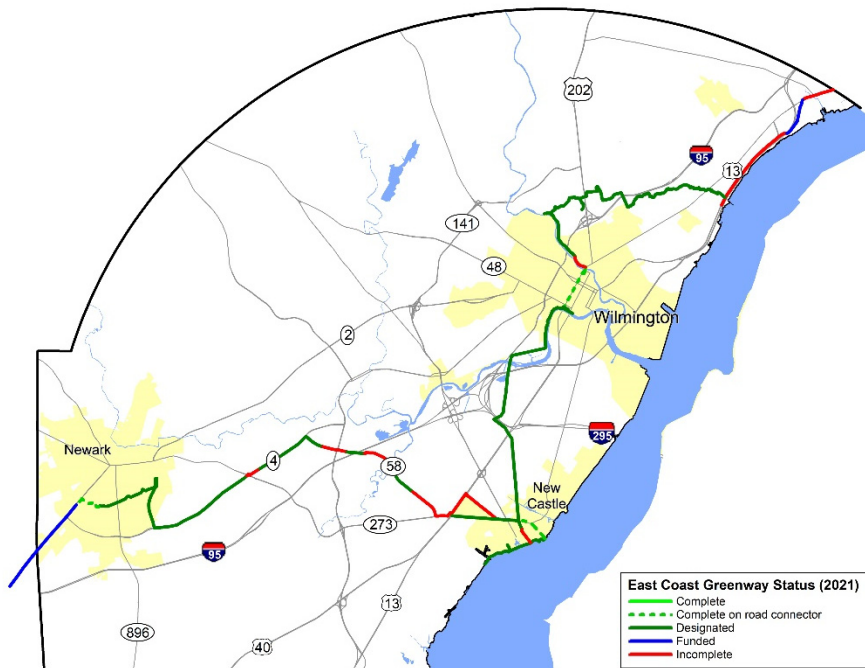 202
95
13
141
48
Wilmington
2
295
Newark
4
58
New
Castle
273
95
13
896
40
East Coast Greenway Status (2021)
Complete
Complete on road connector
Designated
Funded
Incomplete